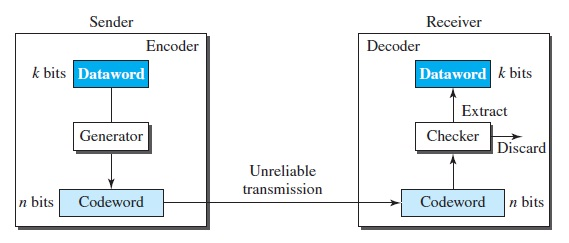 Sender
Receiver
Encoder
Decoder
k bits Dataword
Dataword k bits
Extract
Generator
Checker
Discard
Unreliable
transmission
n bits Codeword
Codeword n bits